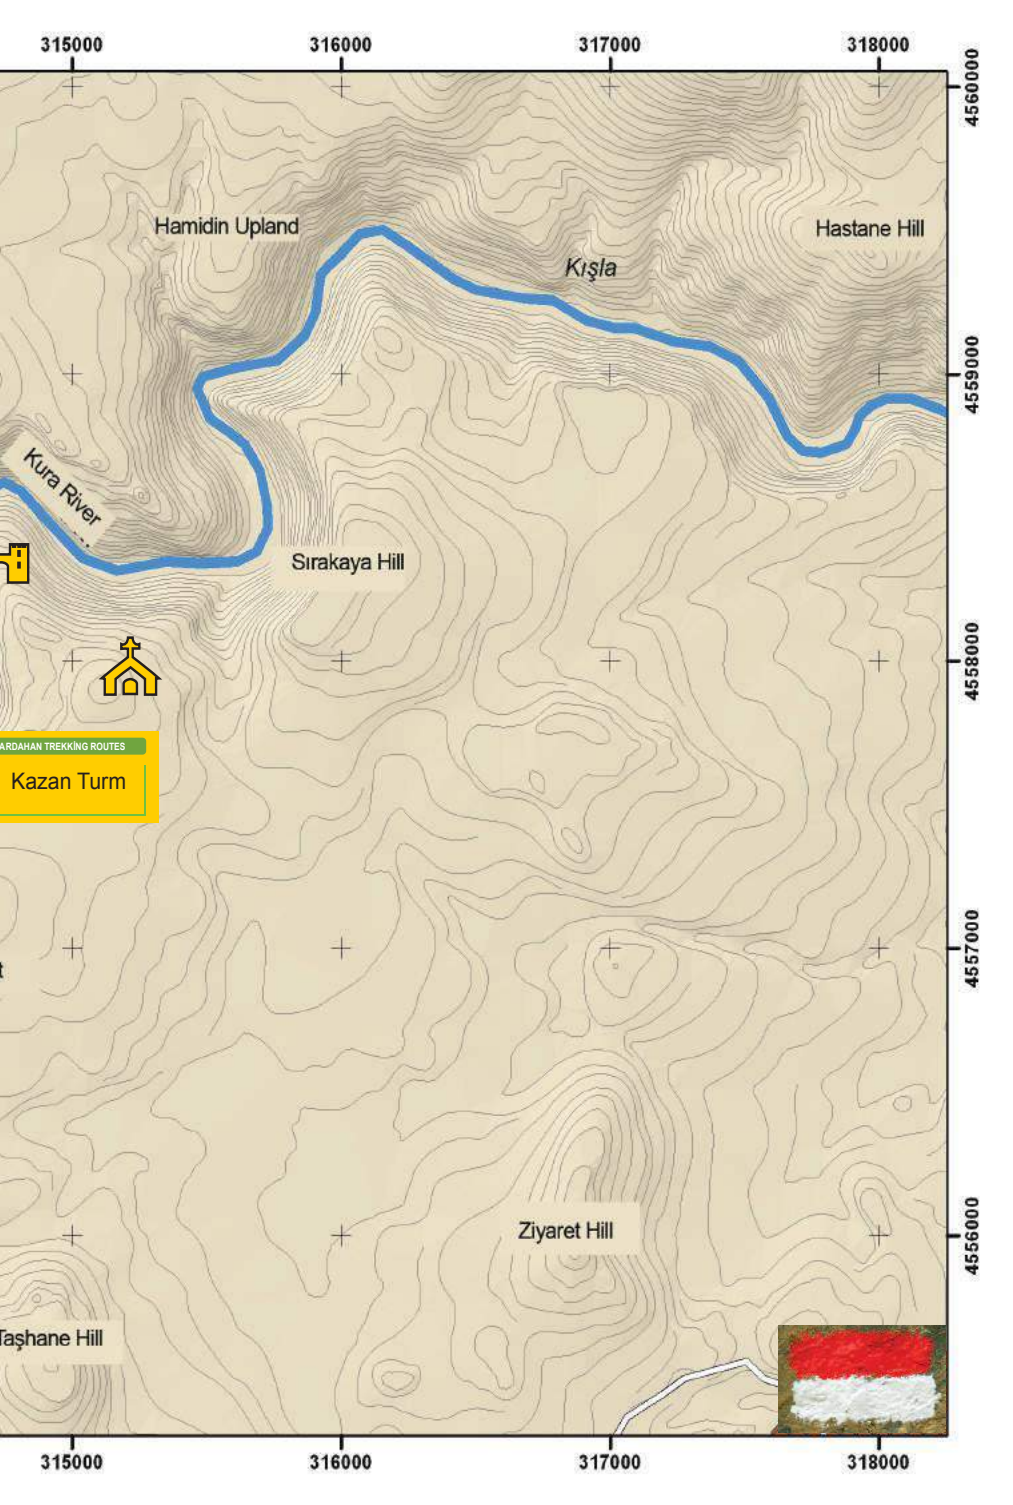 315000 316000 317000 318000
4560000
Hamidin Upland
Hastane Hill
Kışla
4559000
Kura River
Sırakaya Hill
4558000
ARDAHAN TREKKİNG ROUTES
Kazan Turm
4557000
t
Ziyaret Hill
4556000
Taşhane Hill
315000 316000 317000 318000